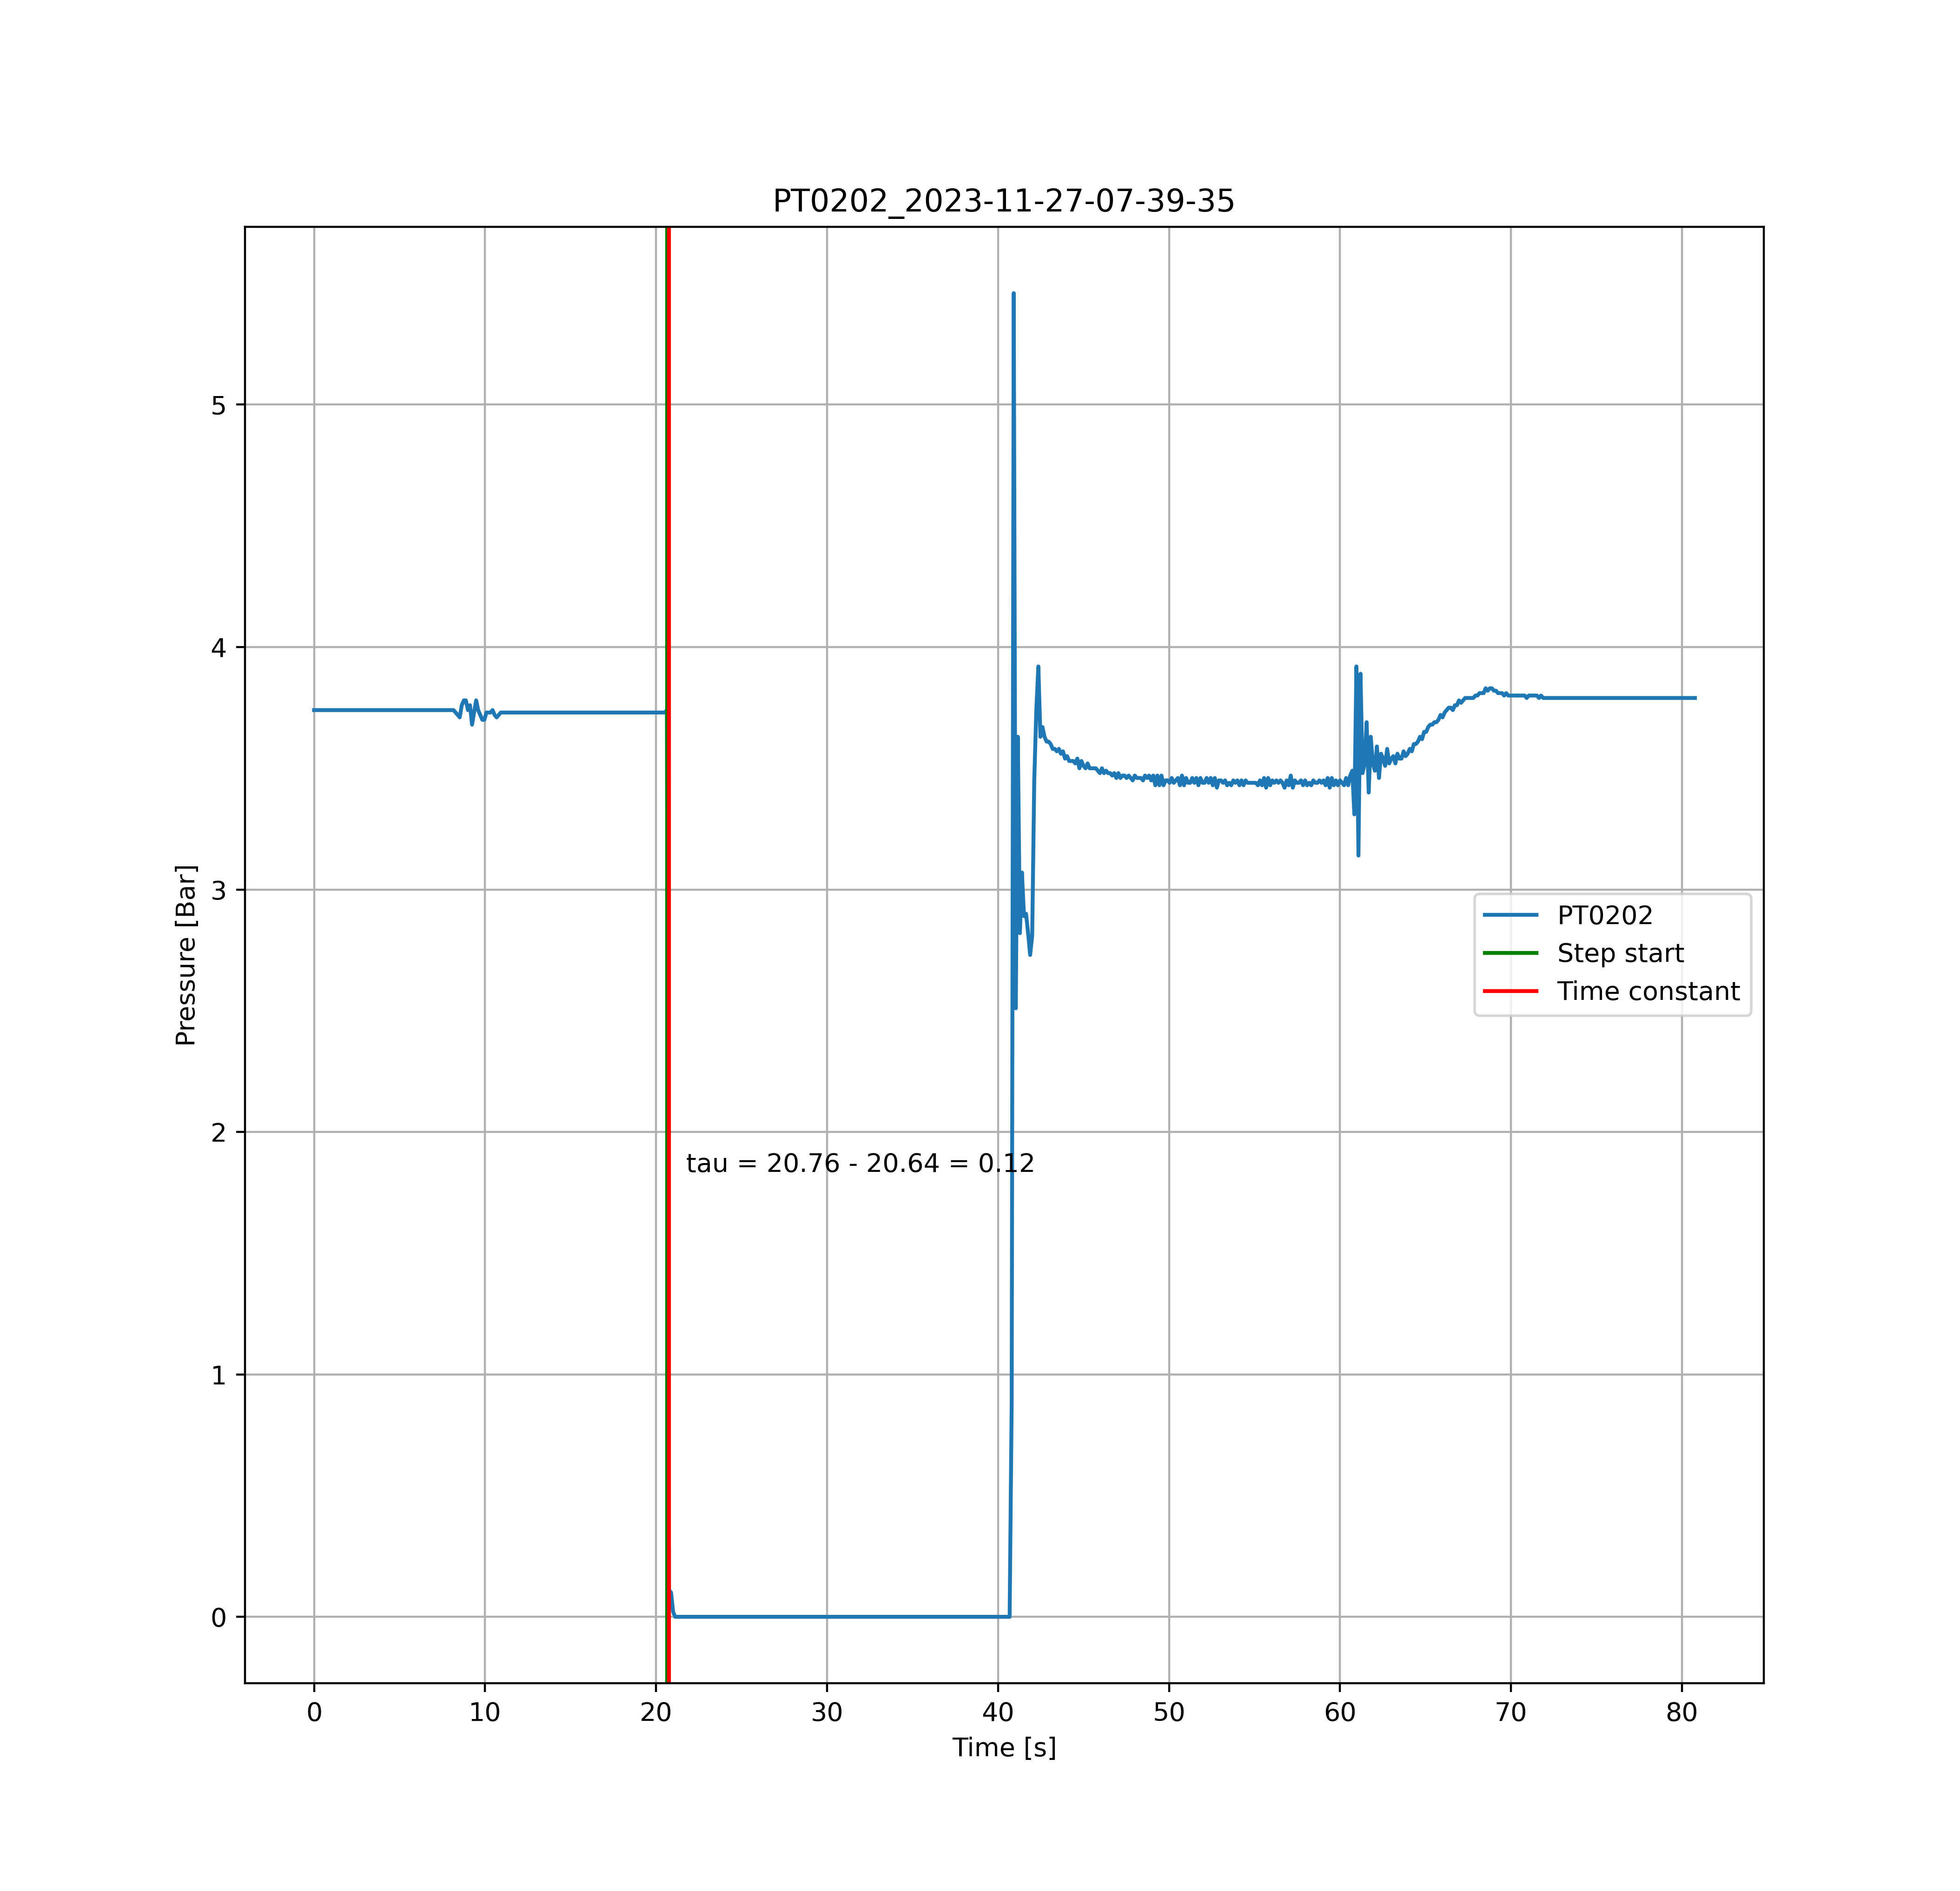 PT0202_2023-11-27-07-39-35
Pressure [Bar]
5
4
3
2
1
0
PT0202
Step start
Time constant
tau = 20.76 - 20.64 = 0.12
0 10 20 30 40 50 60 70 80
Time [s]